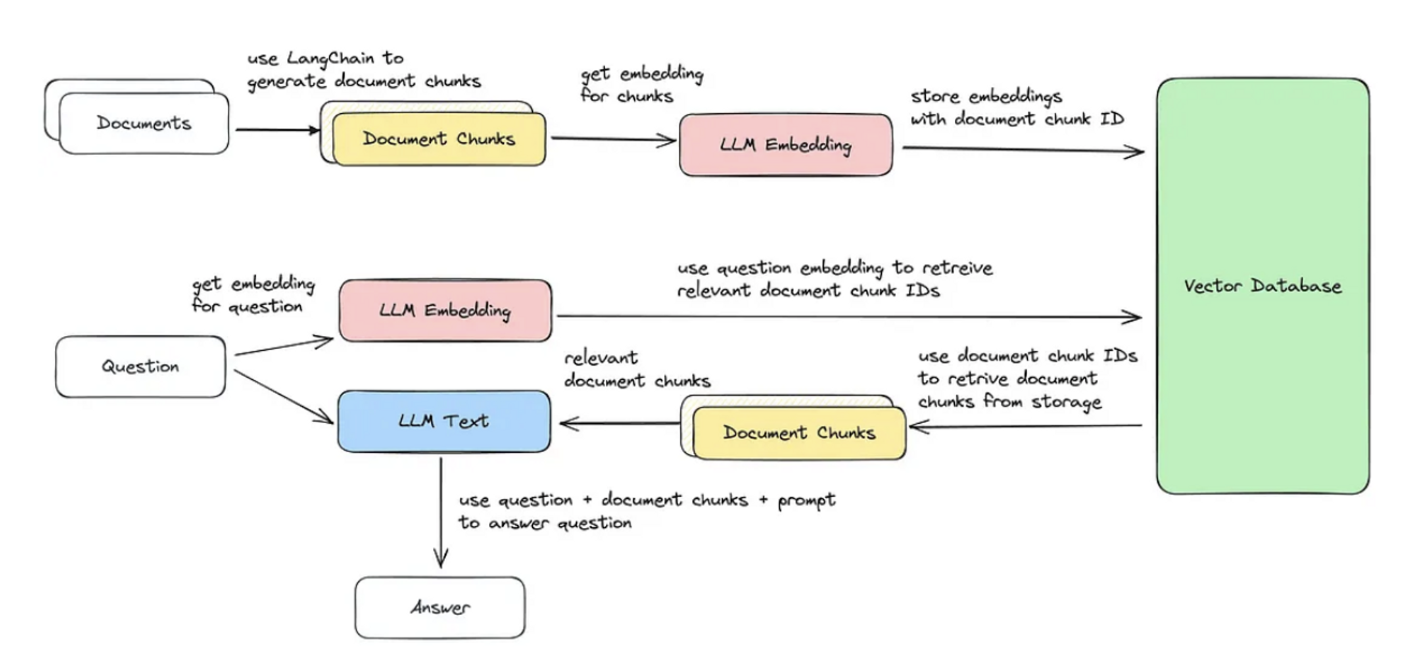 use LangChain to
generate document chunks
get embedding
for chunks
store embeddings
with document chunk ID
Documents
Document Chunks
LLM Embedding
get embedding
for question
use question embedding to retreive
relevant document chunk IDs
Vector Database
LLM Embedding
Question
relevant
document chunks
use document chunk IDs
to retrive document
chunks from storage
LLM Text
Document Chunks
use question + document chunks + prompt
to answer question
Answer